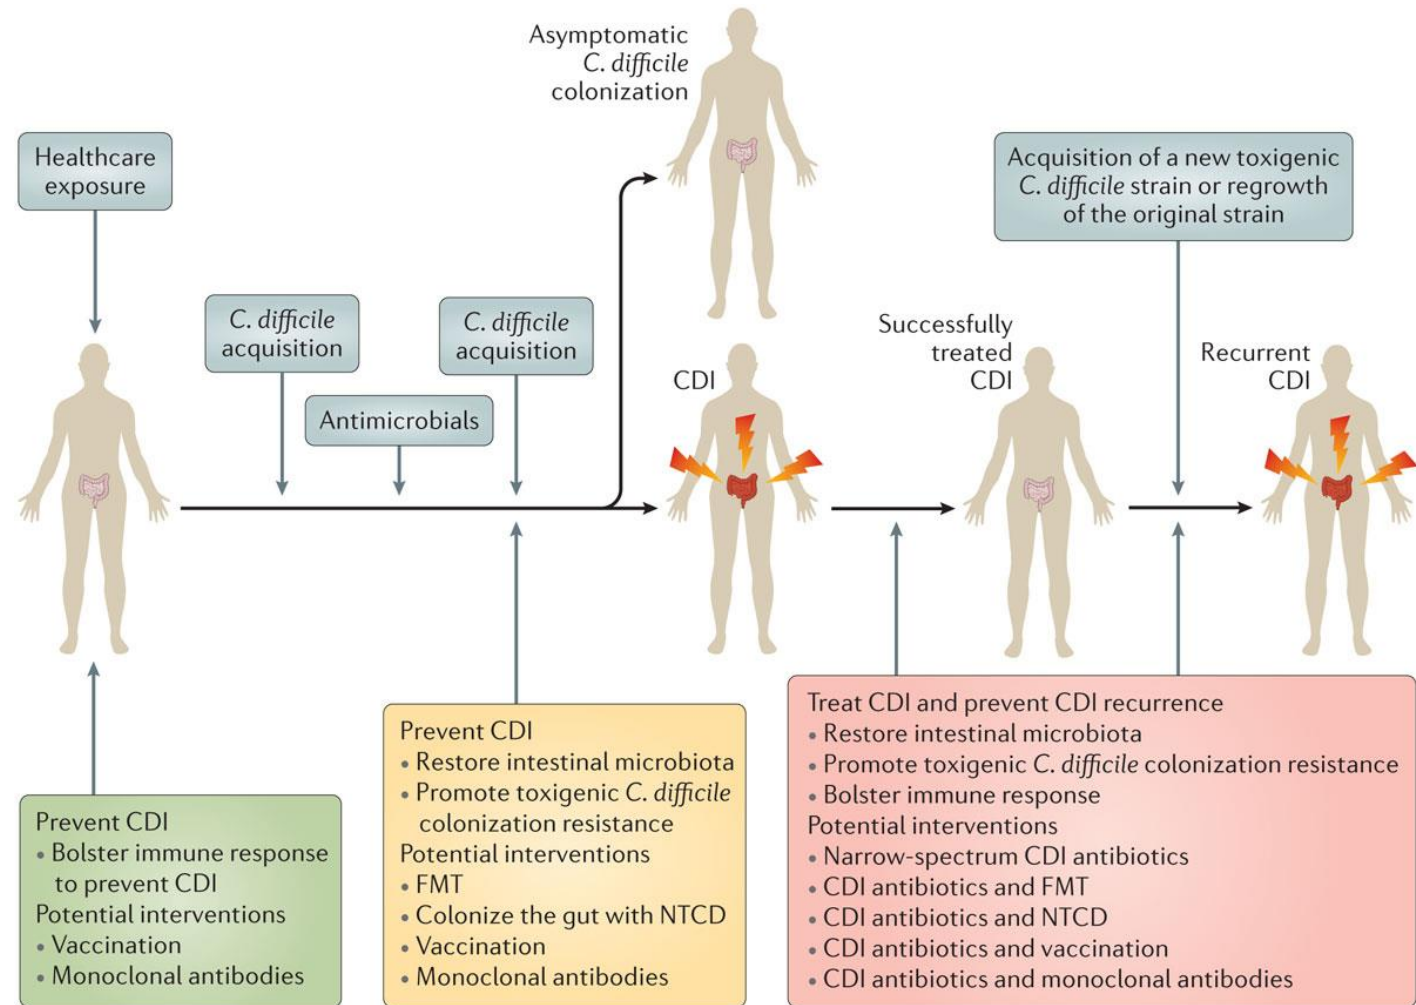 Asymptomatic
C. difficile
colonization
Healthcare
exposure
Acquisition of a new toxigenic
C. difficile strain or regrowth
of the original strain
C. difficile
acquisition
Antimicrobials
C. difficile
acquisition
CDI
Successfully
treated
CDI
Recurrent
CDI
Prevent CDI
• Bolster immune response
to prevent CDI
Potential interventions
• Vaccination
• Monoclonal antibodies
Prevent CDI
• Restore intestinal microbiota
• Promote toxigenic C. difficile
colonization resistance
Potential interventions
• FMT
• Colonize the gut with NTCD
• Vaccination
• Monoclonal antibodies
Treat CDI and prevent CDI recurrence
• Restore intestinal microbiota
• Promote toxigenic C. difficile colonization resistance
• Bolster immune response
Potential interventions
• Narrow-spectrum CDI antibiotics
• CDI antibiotics and FMT
• CDI antibiotics and NTCD
• CDI antibiotics and vaccination
• CDI antibiotics and monoclonal antibodies